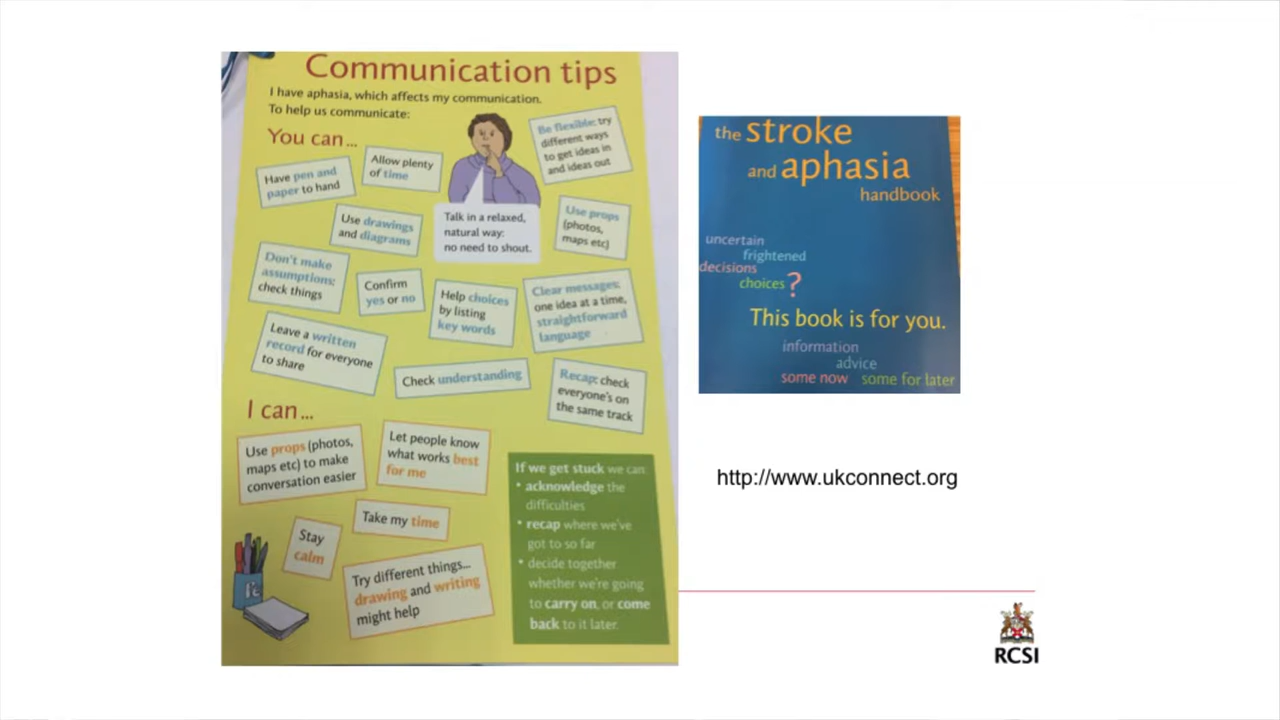 Communication tips
I have aphasia, which affects my communication.
To help us communicate:
You can...
Have pen and
paper to hand
Allow plenty
of time
Be flexible: try
different ways
to get ideas in
and ideas out
Use drawings
and diagrams
Talk in a relaxed,
natural way:
no need to shout.
Use props
(photos,
maps etc)
Don't make
assumptions:
check things
Confirm
yes or no
Help choices
by listing
key words
Clear messages:
one idea at a time,
straightforward
language
Leave a written
record for everyone
to share
Check understanding
Recap: check
everyone's on
the same track
I can...
Use props (photos,
maps etc) to make
conversation easier
Let people know
what works best
for me
Stay
calm
Take my time
Try different things...
drawing and writing
might help
If we get stuck we can:
• acknowledge the
difficulties
• recap where we've
got to so far
• decide together
whether we're going
to carry on, or come
back to it later.
the stroke
and aphasia
handbook
uncertain
frightened
decisions
choices ?
This book is for you.
information
advice
some now some for later
http://www.ukconnect.org
RCSI